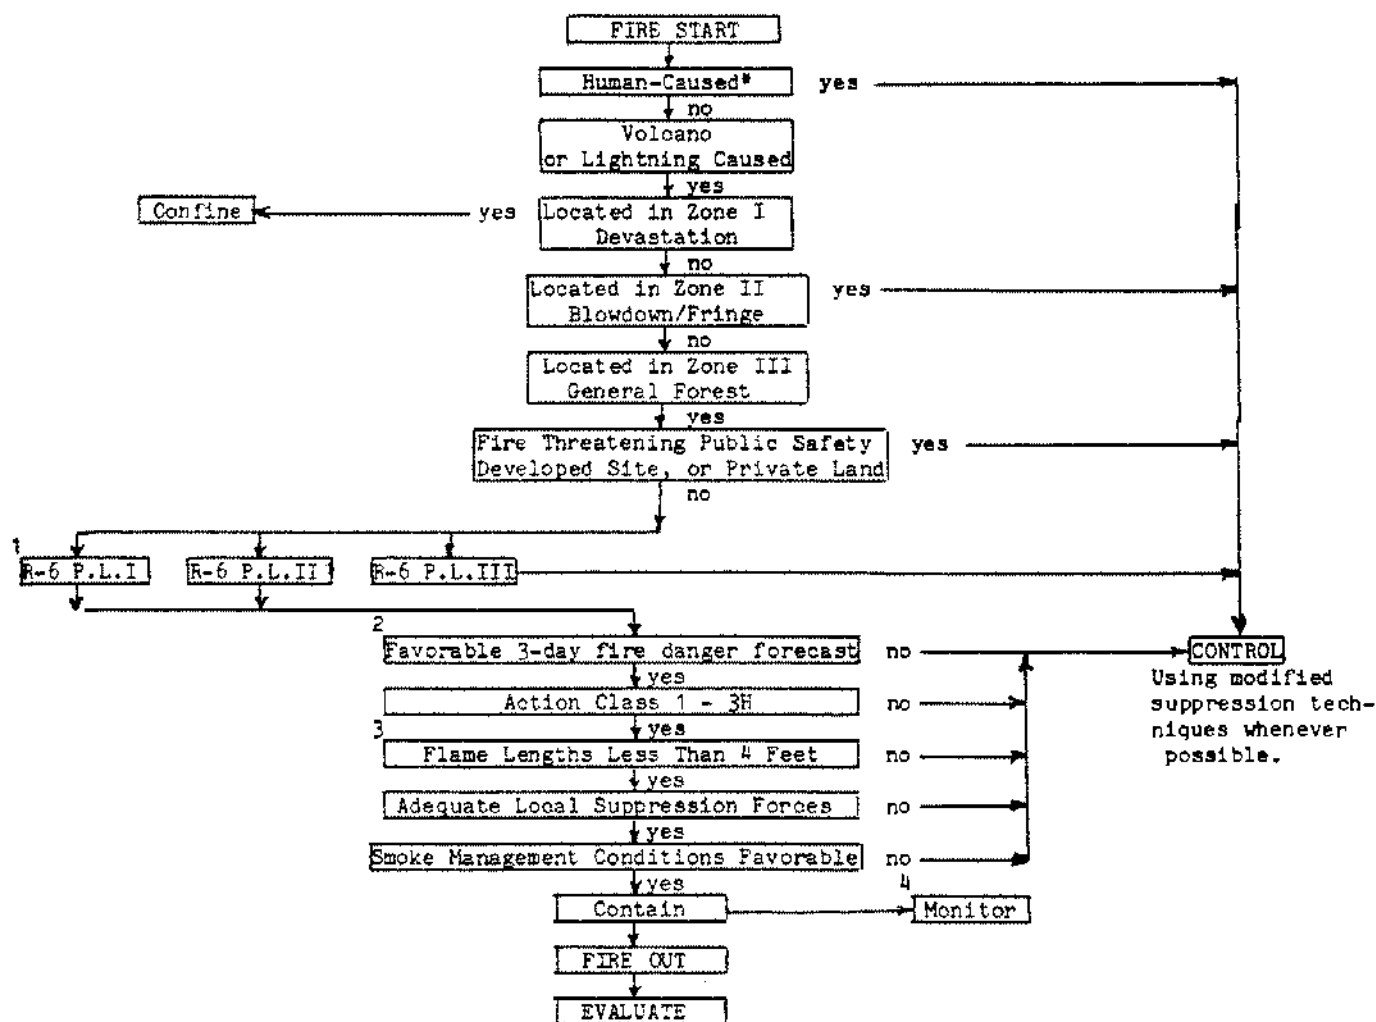 FIRE START
Human-Caused* yes
no
Volcano
or Lightning Caused
yes
Confine yes Located in Zone I
Devastation
no
Located in Zone II yes
Blowdown/Fringe
no
Located in Zone III
General Forest
yes
Fire Threatening Public Safety yes
Developed Site, or Private Land
no
1
R-6 P.L.I R-6 P.L.II R-6 P.L.III
2
Favorable 3-day fire danger forecast no CONTROL
yes
Using modified
suppression tech-
niques whenever
possible.
Action Class 1 - 3H no
yes
3
Flame Lengths Less Than 4 Feet no
yes
Adequate Local Suppression Forces no
yes
Smoke Management Conditions Favorable no
yes
4
Contain Monitor
FIRE OUT
EVALUATE